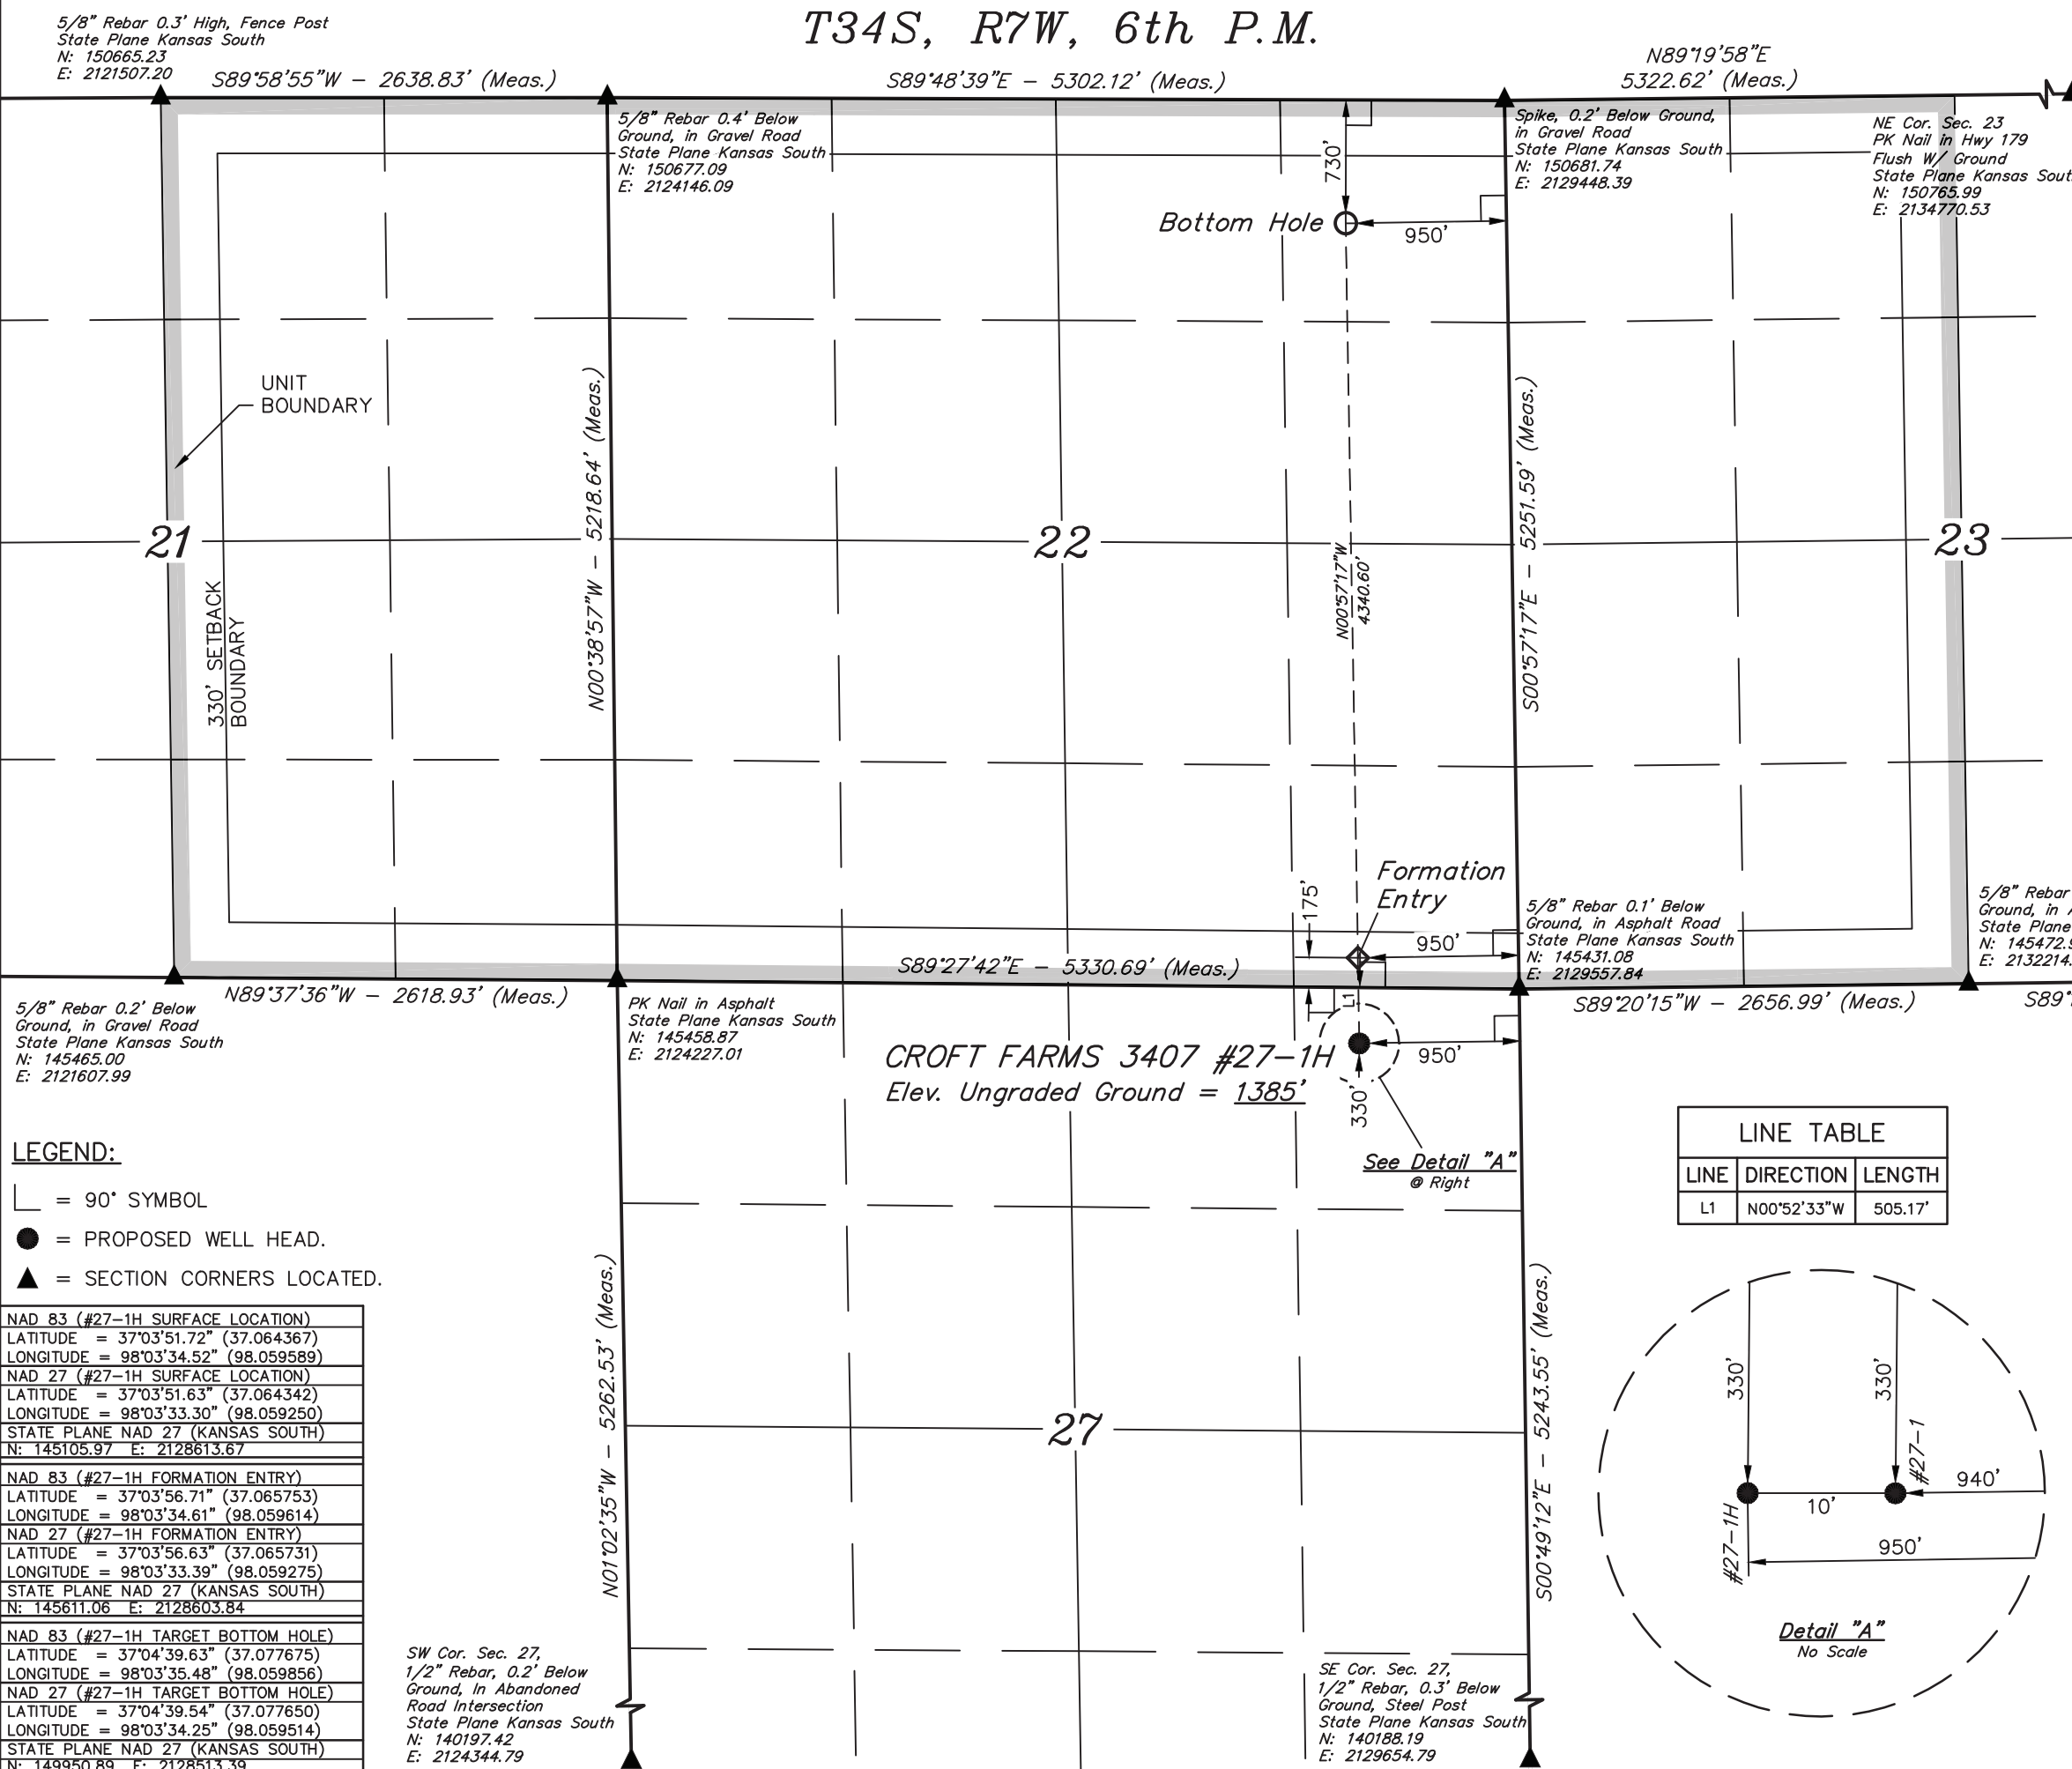 T34S, R7W, 6th P.M.
5/8" Rebar 0.3' High, Fence Post
State Plane Kansas South
N: 150665.23
E: 2121507.20
S89°58'55"W - 2638.83' (Meas.)
S89°48'39"E - 5302.12' (Meas.)
N89°19'58"E
5322.62' (Meas.)
5/8" Rebar 0.4' Below
Ground, in Gravel Road
State Plane Kansas South
N: 150677.09
E: 2124146.09
730'
Spike, 0.2' Below Ground,
in Gravel Road
State Plane Kansas South
N: 150681.74
E: 2129448.39
NE Cor. Sec. 23
PK Nail in Hwy 179
Flush W/ Ground
State Plane Kansas Sout
N: 150765.99
E: 2134770.53
Bottom Hole
950'
UNIT
BOUNDARY
N00°38'57"W - 5218.64' (Meas.)
S00°57'17"E - 5251.59' (Meas.)
21
22
23
N00°57'17"W
4340.60'
330' SETBACK
BOUNDARY
Formation
Entry
175'
950'
5/8" Rebar 0.1' Below
Ground, in Asphalt Road
State Plane Kansas South
N: 145431.08
E: 2129557.84
5/8" Rebar
Ground, in
State Plane
N: 145472.
E: 2132214.
S89°27'42"E - 5330.69' (Meas.)
N89°37'36"W - 2618.93' (Meas.)
S89°20'15"W - 2656.99' (Meas.)
S89°
5/8" Rebar 0.2' Below
Ground, in Gravel Road
State Plane Kansas South
N: 145465.00
E: 2121607.99
PK Nail in Asphalt
State Plane Kansas South
N: 145458.87
E: 2124227.01
L1
CROFT FARMS 3407 #27-1H
Elev. Ungraded Ground = 1385'
950'
330'
See Detail "A"
@ Right
LINE TABLE
LINE DIRECTION LENGTH
L1 N00°52'33"W 505.17'
LEGEND:
= 90° SYMBOL
= PROPOSED WELL HEAD.
= SECTION CORNERS LOCATED.
NAD 83 (#27-1H SURFACE LOCATION)
LATITUDE = 37°03'51.72" (37.064367)
LONGITUDE = 98°03'34.52" (98.059589)
NAD 27 (#27-1H SURFACE LOCATION)
LATITUDE = 37°03'51.63" (37.064342)
LONGITUDE = 98°03'33.30" (98.059250)
STATE PLANE NAD 27 (KANSAS SOUTH)
N: 145105.97 E: 2128613.67
NAD 83 (#27-1H FORMATION ENTRY)
LATITUDE = 37°03'56.71" (37.065753)
LONGITUDE = 98°03'34.61" (98.059614)
NAD 27 (#27-1H FORMATION ENTRY)
LATITUDE = 37°03'56.63" (37.065731)
LONGITUDE = 98°03'33.39" (98.059275)
STATE PLANE NAD 27 (KANSAS SOUTH)
N: 145611.06 E: 2128603.84
NAD 83 (#27-1H TARGET BOTTOM HOLE)
LATITUDE = 37°04'39.63" (37.077675)
LONGITUDE = 98°03'35.48" (98.059856)
NAD 27 (#27-1H TARGET BOTTOM HOLE)
LATITUDE = 37°04'39.54" (37.077650)
LONGITUDE = 98°03'34.25" (98.059514)
STATE PLANE NAD 27 (KANSAS SOUTH)
N: 149950.89 E: 2128513.39
N01°02'35"W - 5262.53' (Meas.)
27
S00°49'12"E - 5243.55' (Meas.)
SW Cor. Sec. 27,
1/2" Rebar, 0.2' Below
Ground, In Abandoned
Road Intersection
State Plane Kansas South
N: 140197.42
E: 2124344.79
SE Cor. Sec. 27,
1/2" Rebar, 0.3' Below
Ground, Steel Post
State Plane Kansas South
N: 140188.19
E: 2129654.79
330'
330'
#27-1
940'
10'
#27-1H
950'
Detail "A"
No Scale